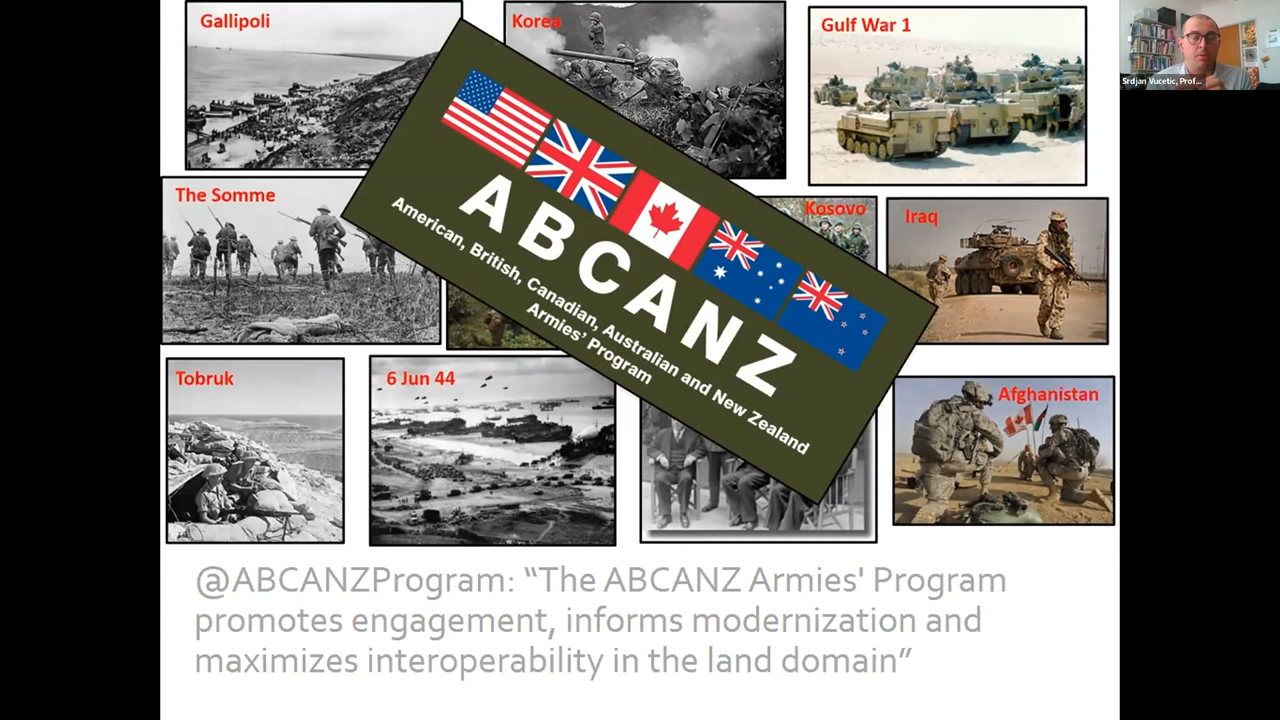 Gallipoli
Korea
Gulf War 1
Srdjan Vucetic, Prof...
The Somme
Kosovo
Iraq
ABCANZ
American, British, Canadian, Australian and New Zealand
Armies' Program
Tobruk
6 Jun 44
Afghanistan
@ABCANZProgram: “The ABCANZ Armies' Program
promotes engagement, informs modernization and
maximizes interoperability in the land domain”